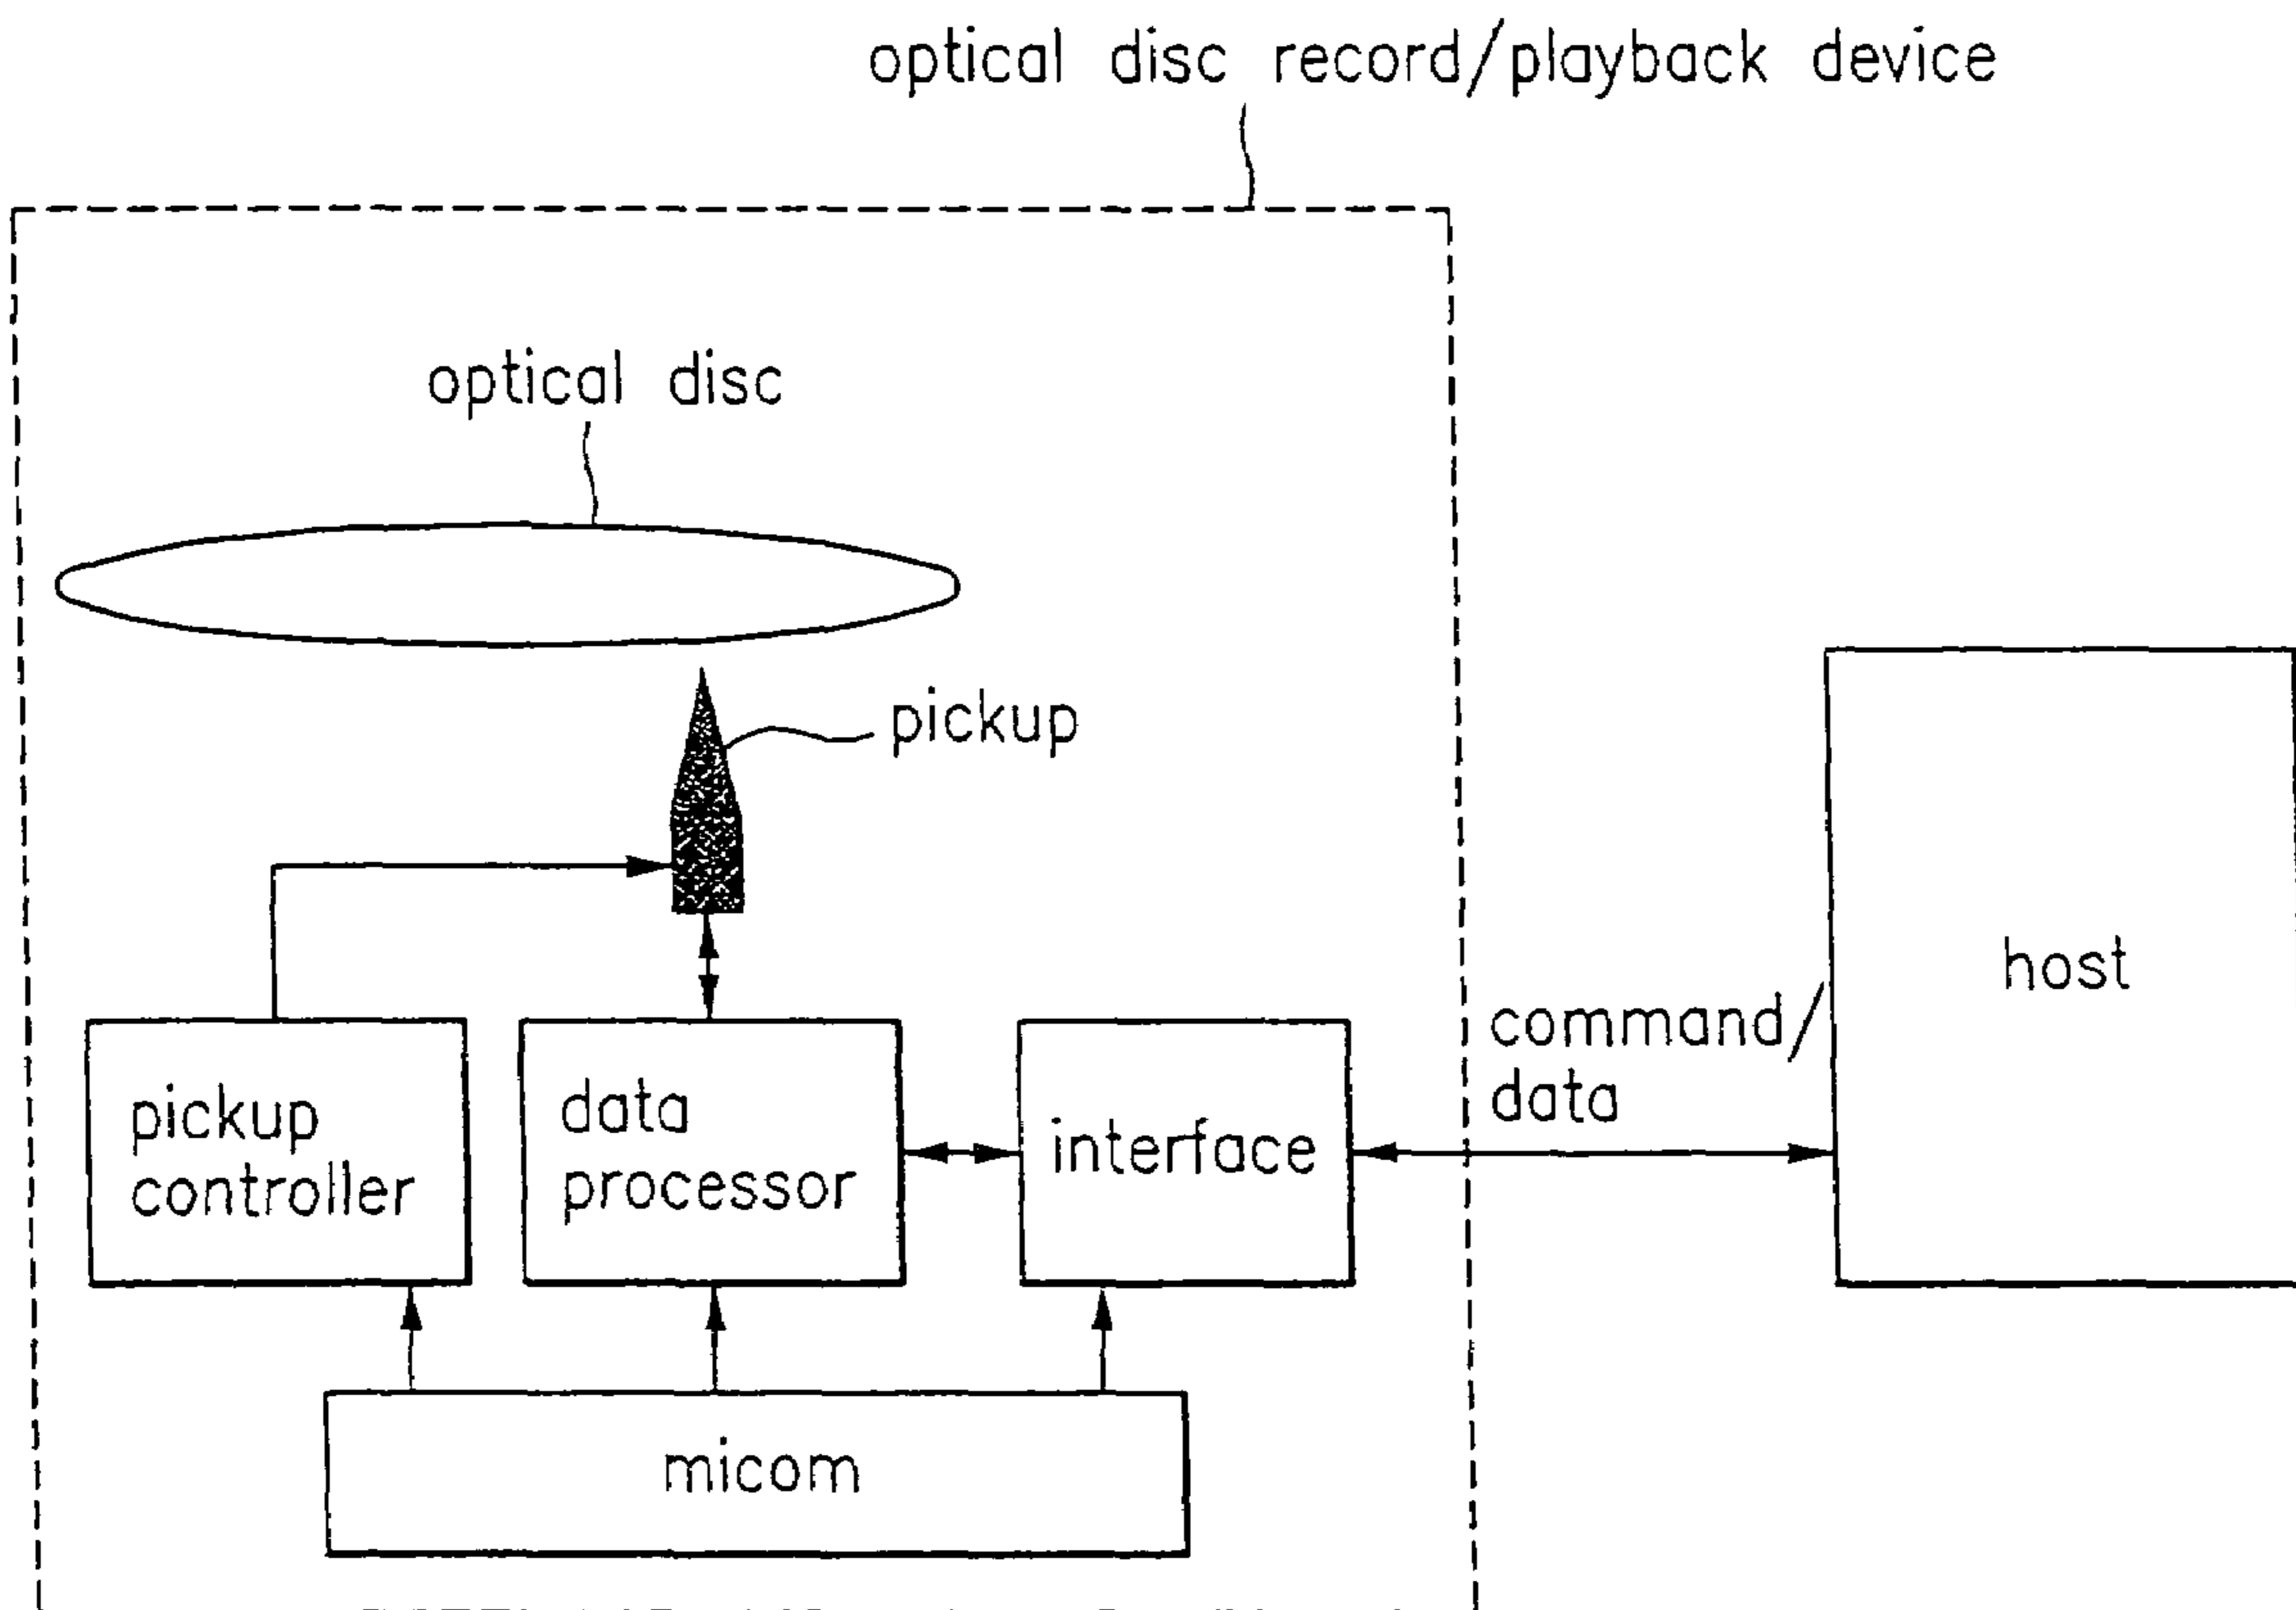 optical disc record/playback device
optical disc
pickup
host
command/
data
pickup
controller
data
processor
interface
micom